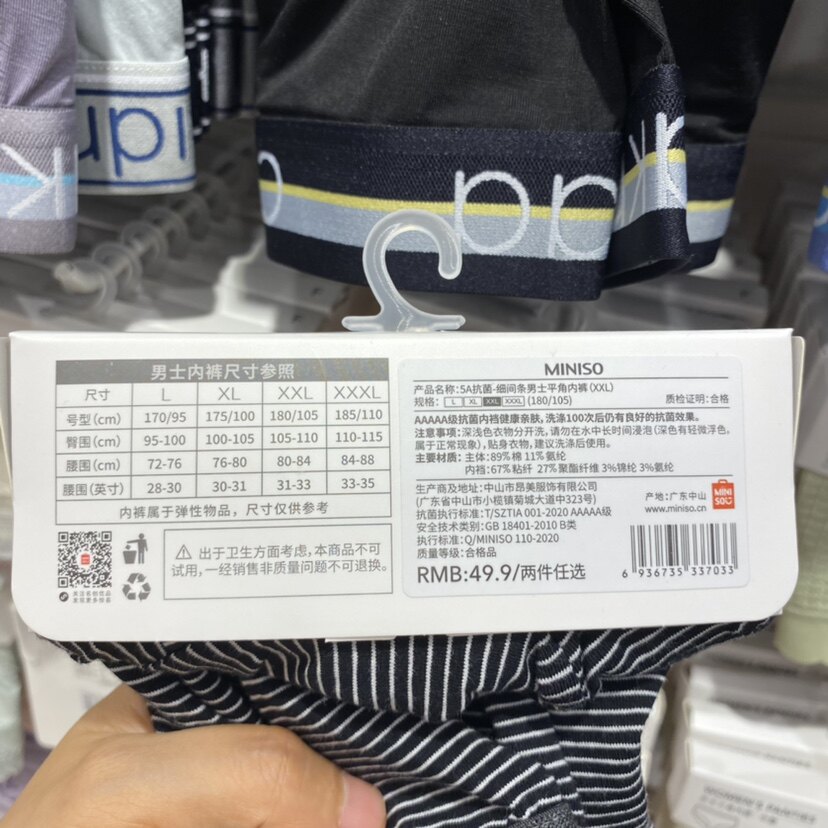 男士内裤尺寸参照
尺寸 L XL XXL XXXL
号型(cm) 170/95 175/100 180/105 185/110
臀围(cm) 95-100 100-105 105-110 110-115
腰围(cm) 72-76 76-80 80-84 84-88
腰围(英寸) 28-30 30-31 31-33 33-35
内裤属于弹性物品，尺寸仅供参考
关注名创优品
发现更多商品
出于卫生方面考虑，本商品不可
试用，一经销售非质量问题不可退换。
MINISO
产品名称:5A抗菌-细间条男士平角内裤(XXL)
规格: L XL XXL XXXL (180/105) 质检证明:合格
AAAAA级抗菌内裆健康亲肤，洗涤100次后仍有良好的抗菌效果。
注意事项: 深浅色衣物分开洗，请勿在水中长时间浸泡(深色有轻微浮色，
属于正常现象)，贴身衣物，建议洗涤后使用。
主要材质: 主体:89%棉 11%氨纶
内裆:67%粘纤 27%聚酯纤维 3%锦纶 3%氨纶
生产商及地址:中山市昂美服饰有限公司
(广东省中山市小榄镇菊城大道中323号)
抗菌执行标准:T/SZTIA 001-2020 AAAAA级
安全技术类别:GB 18401-2010 B类
执行标准:Q/MINISO 110-2020
质量等级:合格品
产地:广东中山
www.miniso.cn
MINI
SO
RMB:49.9/两件任选
6 936735 337033